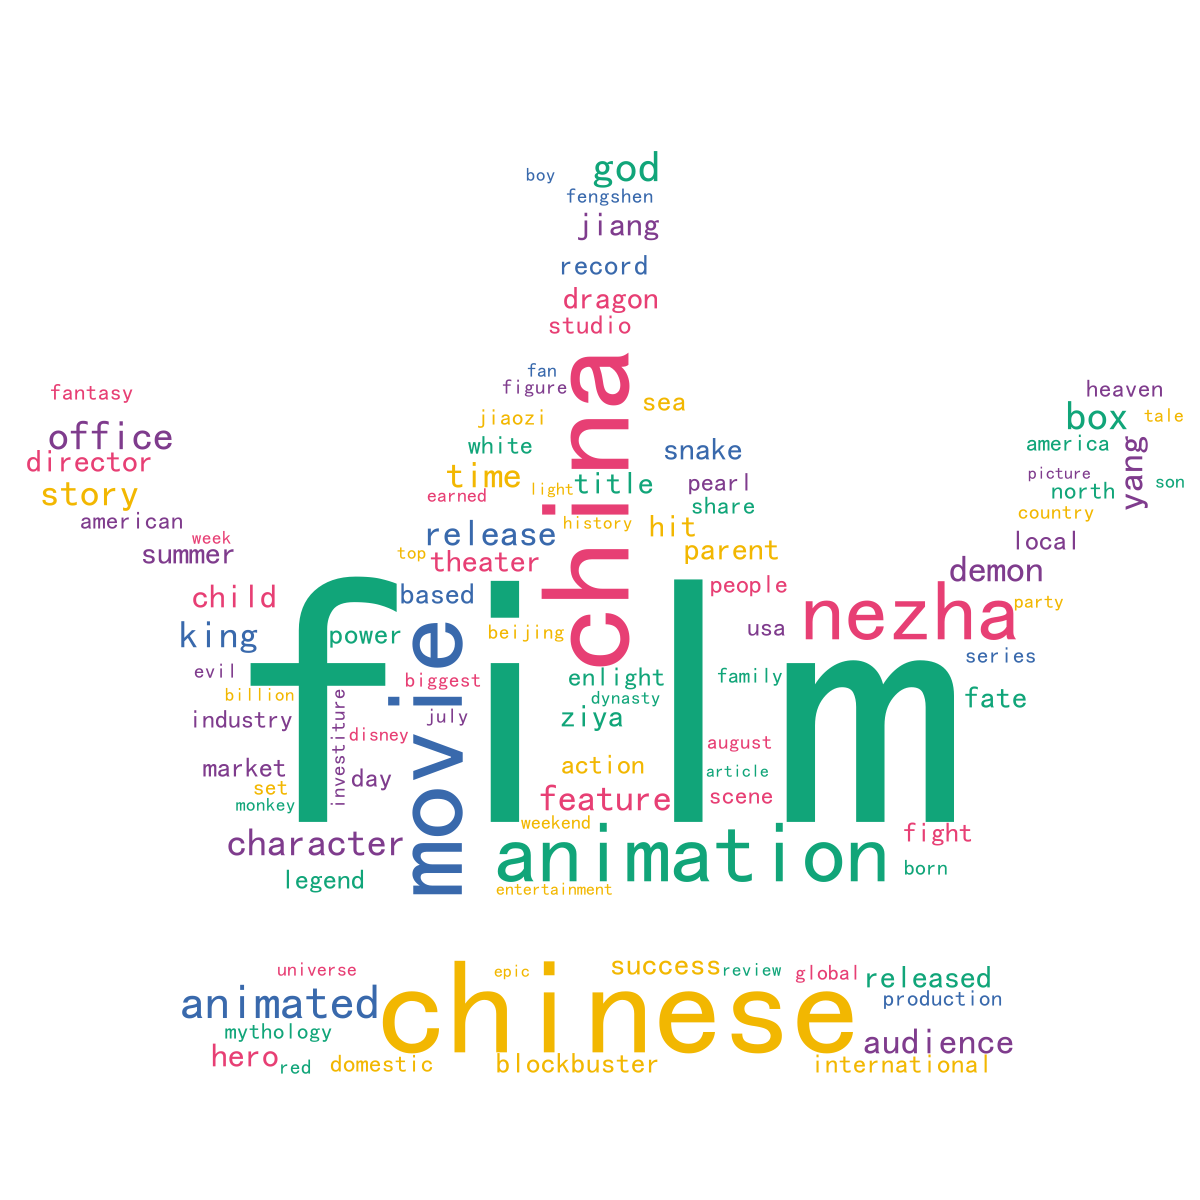 god
boy
fengshen
jiang
record
dragon
studio
china
fan
figure
fantasy
heaven
sea
box
tale
jiaozi
office
white
america
yang
snake
director
time
title
pearl
picture
son
story
earned
light
north
share
american
history
hit
country
release
week
local
summer
top
theater
parent
demon
film
people
child
based
nezha
party
king
power
movie
beijing
usa
series
evil
biggest
enlight
family
billion
dynasty
fate
industry
investiture
july
ziya
disney
august
market
day
action
article
set
monkey
feature
scene
weekend
character
animation
fight
legend
entertainment
born
universe
epic
chinese
success
review
global
released
animated
production
mythology
audience
hero
red
domestic
blockbuster
international